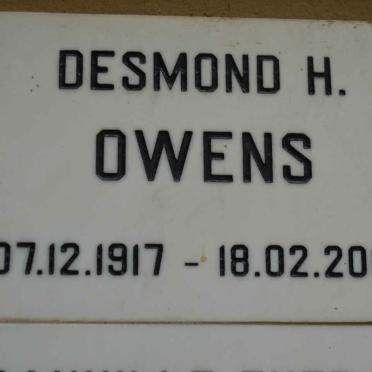 DESMOND H.
OWENS
07.12.1917 - 18.02.20